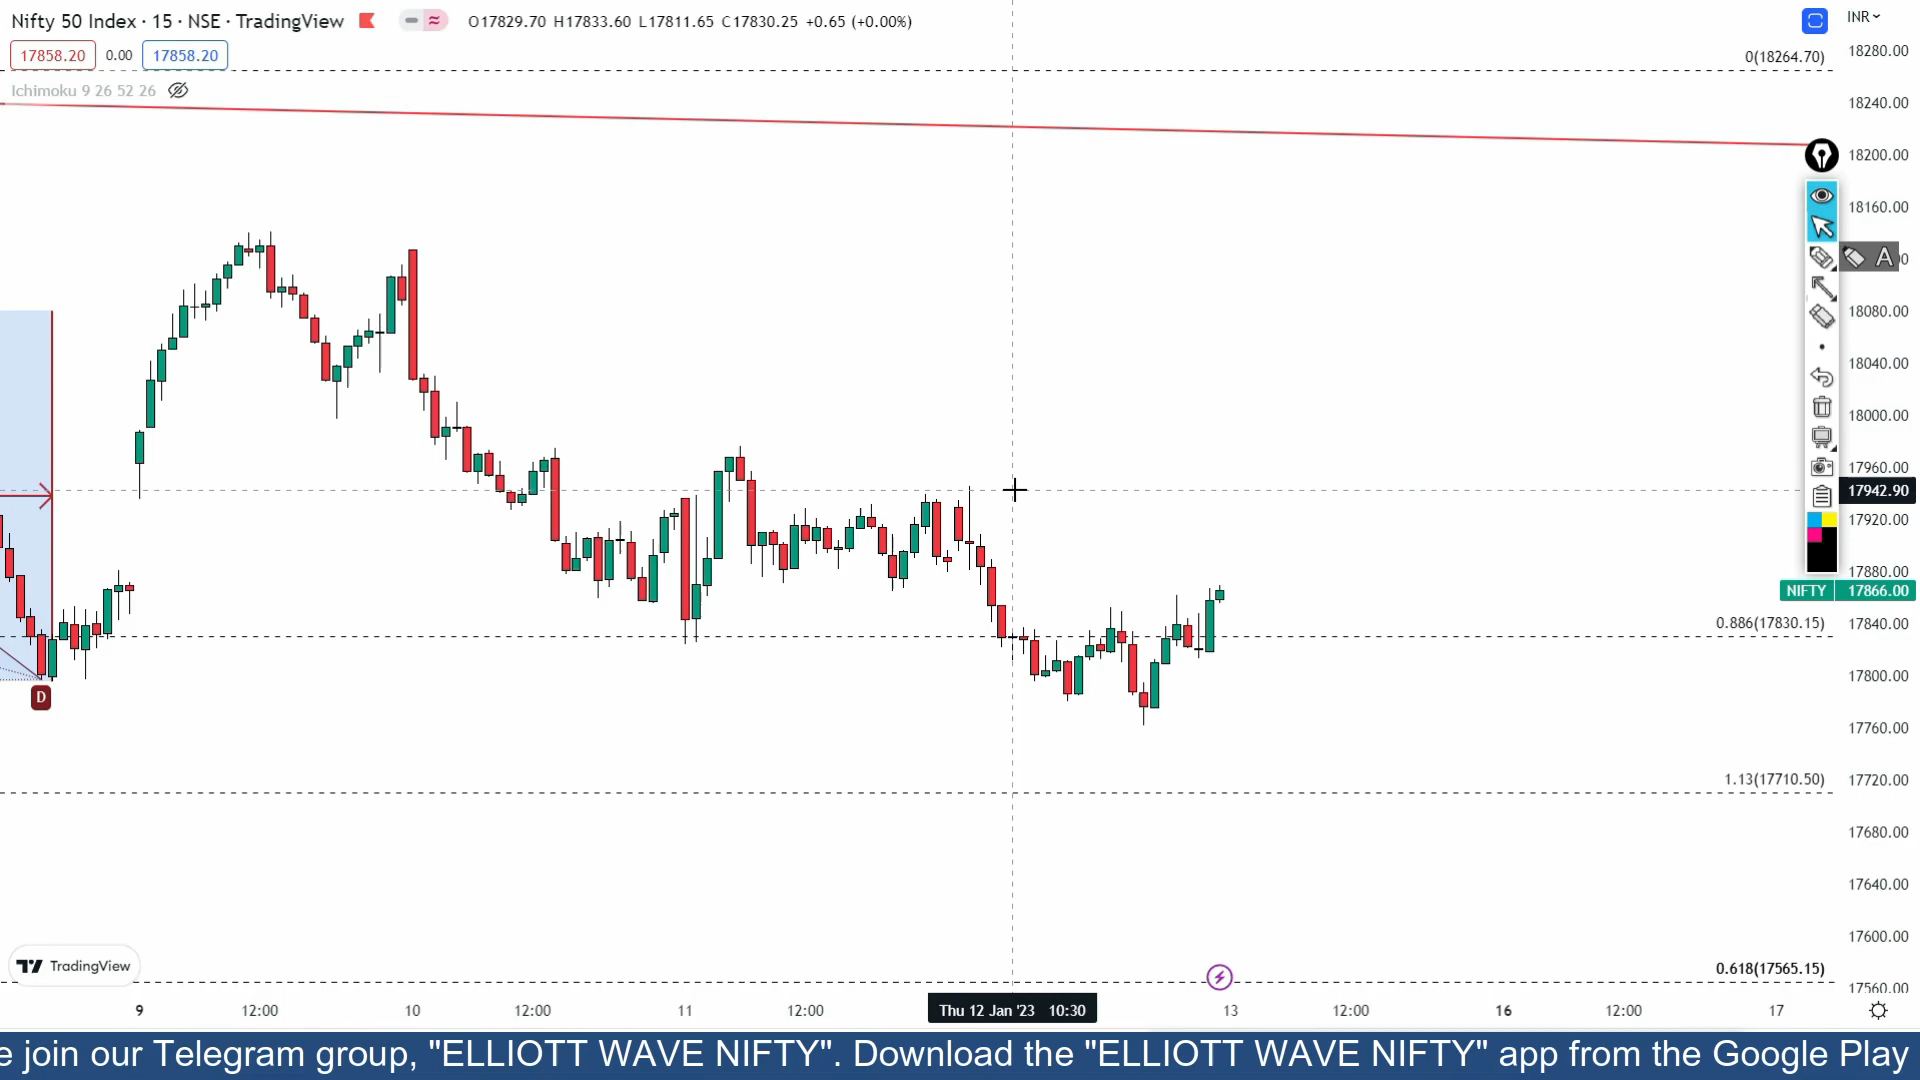 Nifty 50 Index · 15 · NSE · TradingView O17829.70 H17833.60 L17811.65 C17830.25 +0.65 (+0.00%)
INR
17858.20 0.00 17858.20
Ichimoku 9 26 52 26
0(18264.70)
18280.00
18240.00
18200.00
18160.00
A
18080.00
18040.00
18000.00
17960.00
17942.90
17920.00
17880.00
NIFTY 17866.00
0.886(17830.15)
17840.00
17800.00
D
17760.00
1.13(17710.50)
17720.00
17680.00
17640.00
17600.00
TradingView
0.618(17565.15)
17560.00
9 12:00 10 12:00 11 12:00 Thu 12 Jan '23 10:30 13 12:00 16 12:00 17
e join our Telegram group, "ELLIOTT WAVE NIFTY". Download the "ELLIOTT WAVE NIFTY" app from the Google Play